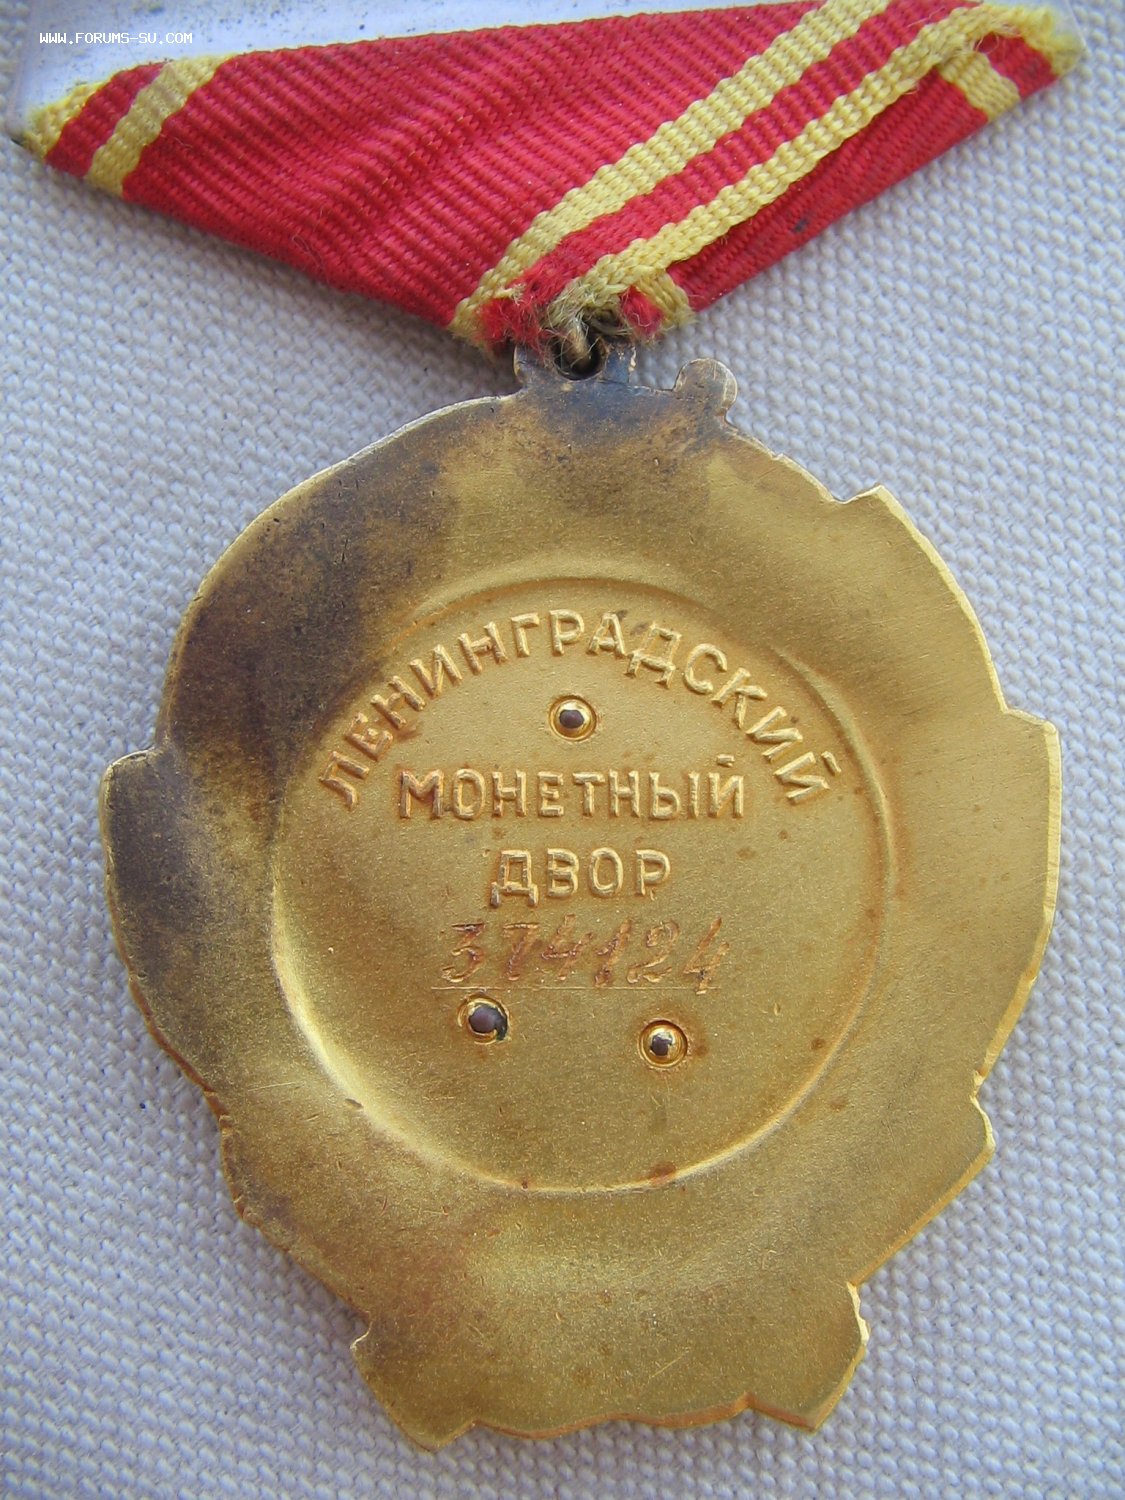 WWW.FORUMS-SU.COM
ЛЕНИНГРАДСКИЙ
МОНЕТНЫЙ
ДВОР
374124